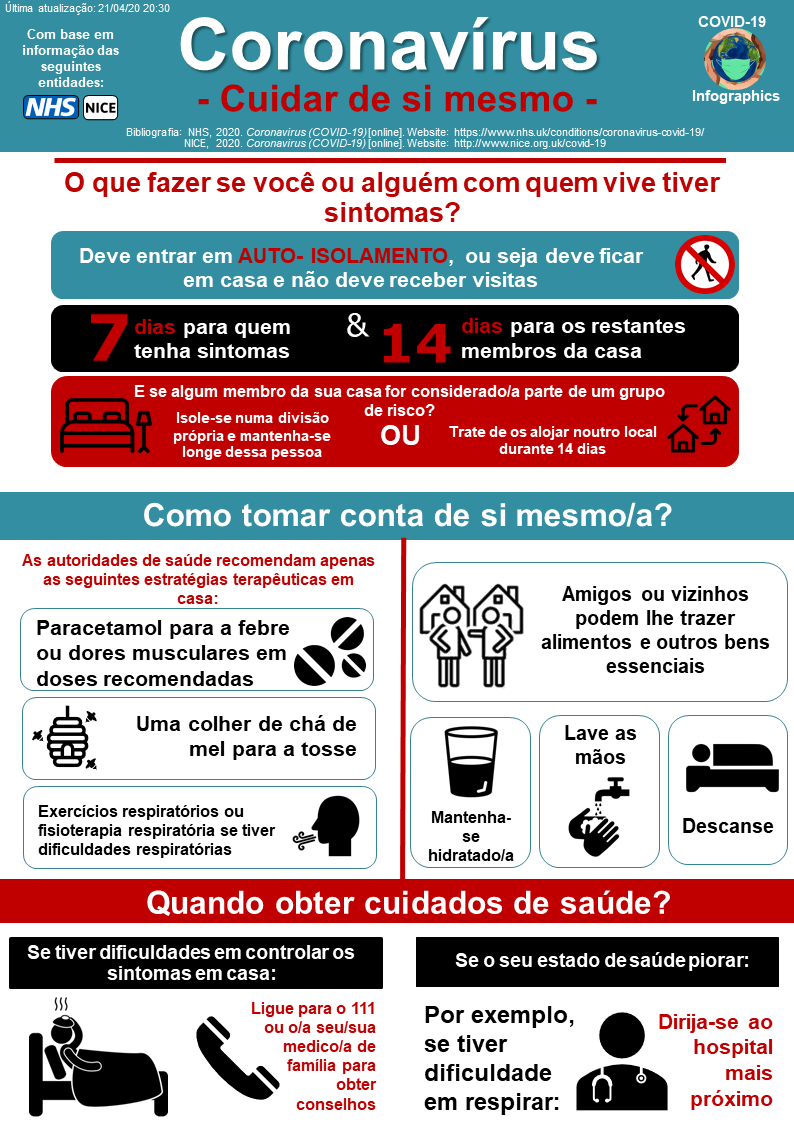 Última atualização: 21/04/20 20:30
Com base em
informação das
seguintes
entidades:
NHS NICE
Coronavírus
- Cuidar de si mesmo -
COVID-19
Infographics
Bibliografia: NHS, 2020. Coronavirus (COVID-19)[online]. Website: https://www.nhs.uk/conditions/coronavirus-covid-19/
NICE, 2020. Coronavirus (COVID-19) [online]. Website: http://www.nice.org.uk/covid-19
O que fazer se você ou alguém com quem vive tiver
sintomas?
Deve entrar em AUTO- ISOLAMENTO, ou seja deve ficar
em casa e não deve receber visitas
7 dias para quem
tenha sintomas
&
14 dias para os restantes
membros da casa
E se algum membro da sua casa for considerado/a parte de um grupo
de risco?
Isole-se numa divisão
própria e mantenha-se
longe dessa pessoa
OU
Trate de os alojar noutro local
durante 14 dias
Como tomar conta de si mesmo/a?
As autoridades de saúde recomendam apenas
as seguintes estratégias terapêuticas em
casa:
Paracetamol para a febre
ou dores musculares em
doses recomendadas
Uma colher de chá de
mel para a tosse
Exercícios respiratórios ou
fisioterapia respiratória se tiver
dificuldades respiratórias
Amigos ou vizinhos
podem lhe trazer
alimentos e outros bens
essenciais
Mantenha-
se
hidratado/a
Lave as
mãos
Descanse
Quando obter cuidados de saúde?
Se tiver dificuldades em controlar os
sintomas em casa:
Ligue para o 111
ou o/a seu/sua
medico/a de
família para
obter
conselhos
Se o seu estado de saúde piorar:
Por exemplo,
se tiver
dificuldade
em respirar:
Dirija-se ao
hospital
mais
próximo